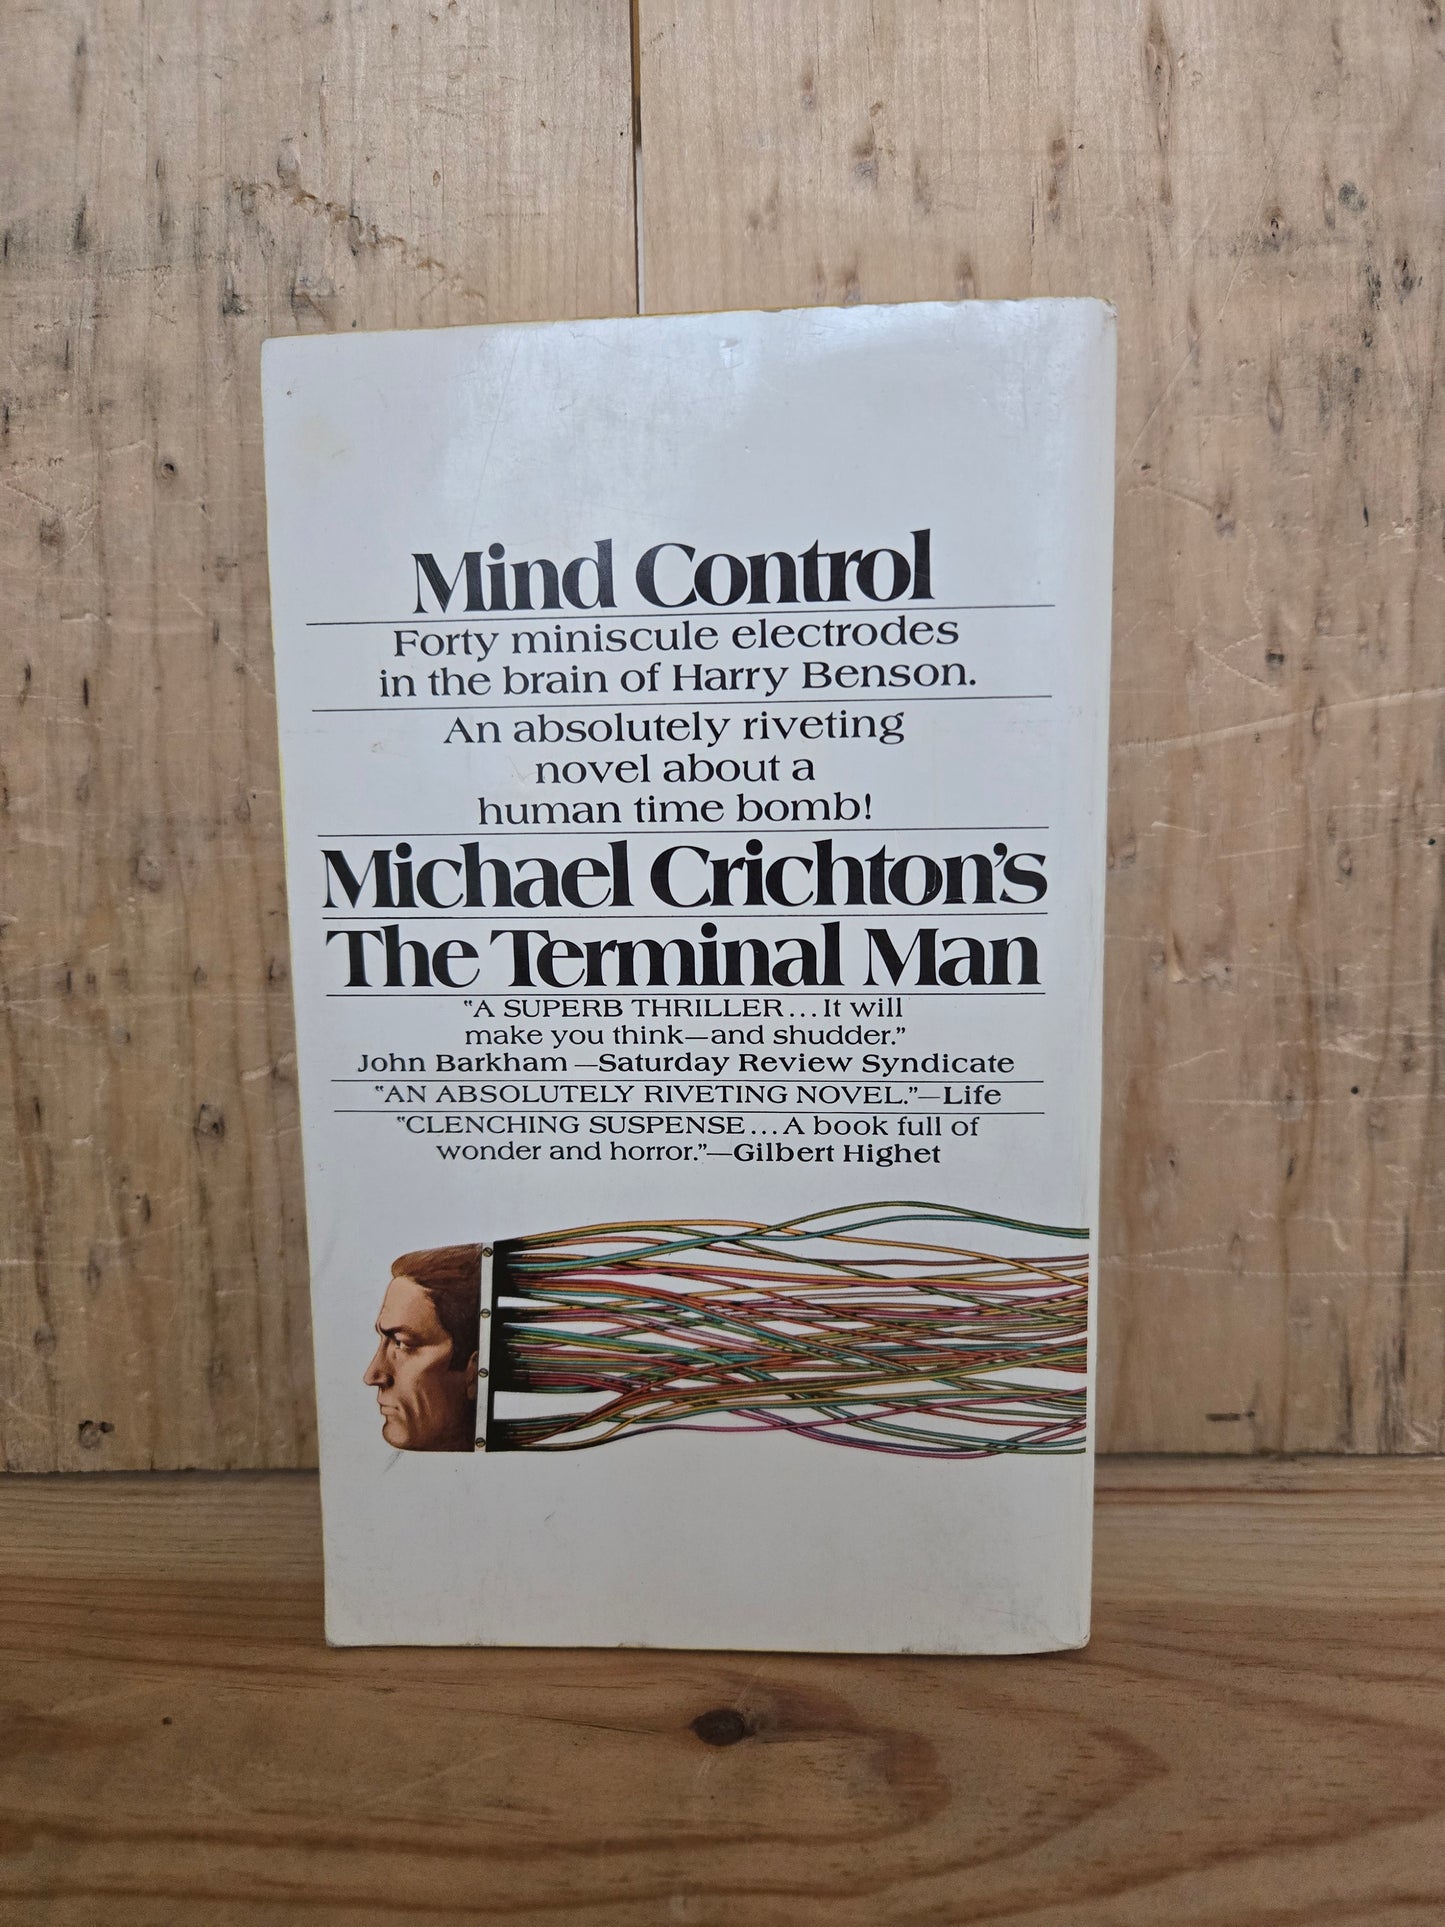 Mind Control
Forty miniscule electrodes
in the brain of Harry Benson.
An absolutely riveting
novel about a
human time bomb!
Michael Crichton's
The Terminal Man
"A SUPERB THRILLER...It will
make you think—and shudder."
John Barkham—Saturday Review Syndicate
"AN ABSOLUTELY RIVETING NOVEL."—Life
"CLENCHING SUSPENSE...A book full of
wonder and horror."—Gilbert Highet